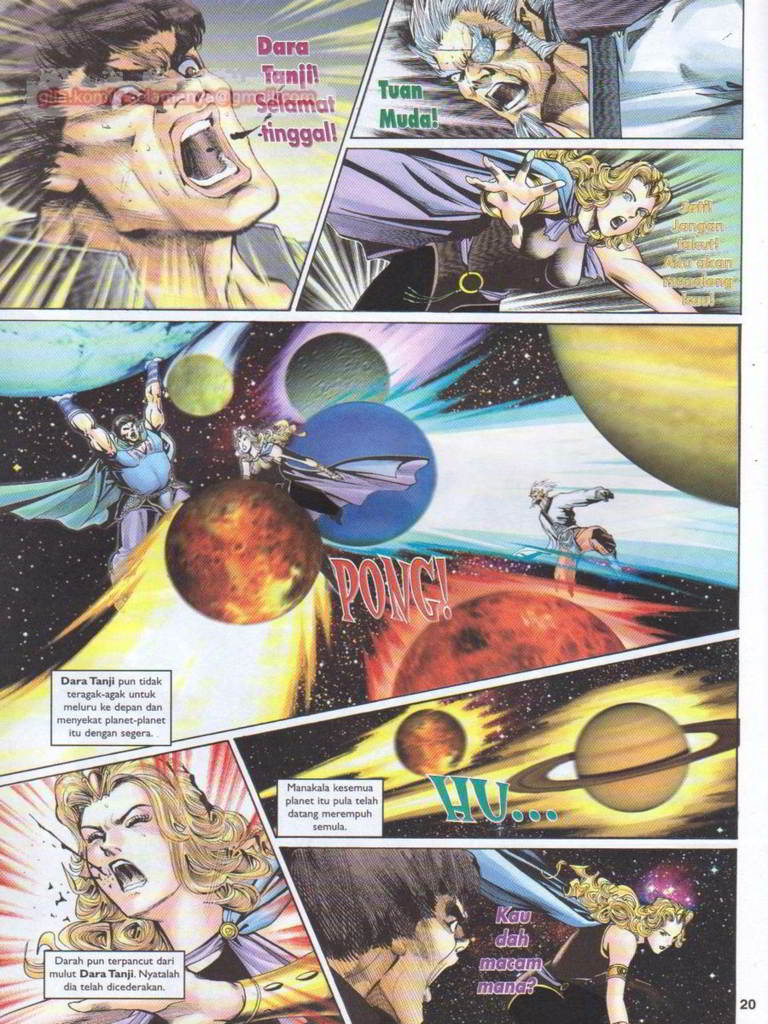 Dara
Tanji!
Selamat
tinggal!
Tuan
Muda!
Jati!
Jangan
takut!
Aku akan
kau!
PONG!
Dara Tanji pun tidak
teragak-agak untuk
meluru ke depan dan
menyekat planet-planet
itu dengan segera.
Manakala kesemua
planet itu pula telah
datang merempuh
semula.
HU...
Darah pun terpancut dari
mulut Dara Tanji. Nyatalah
dia telah dicederakan.
Kau
dah
macam
mana?
20